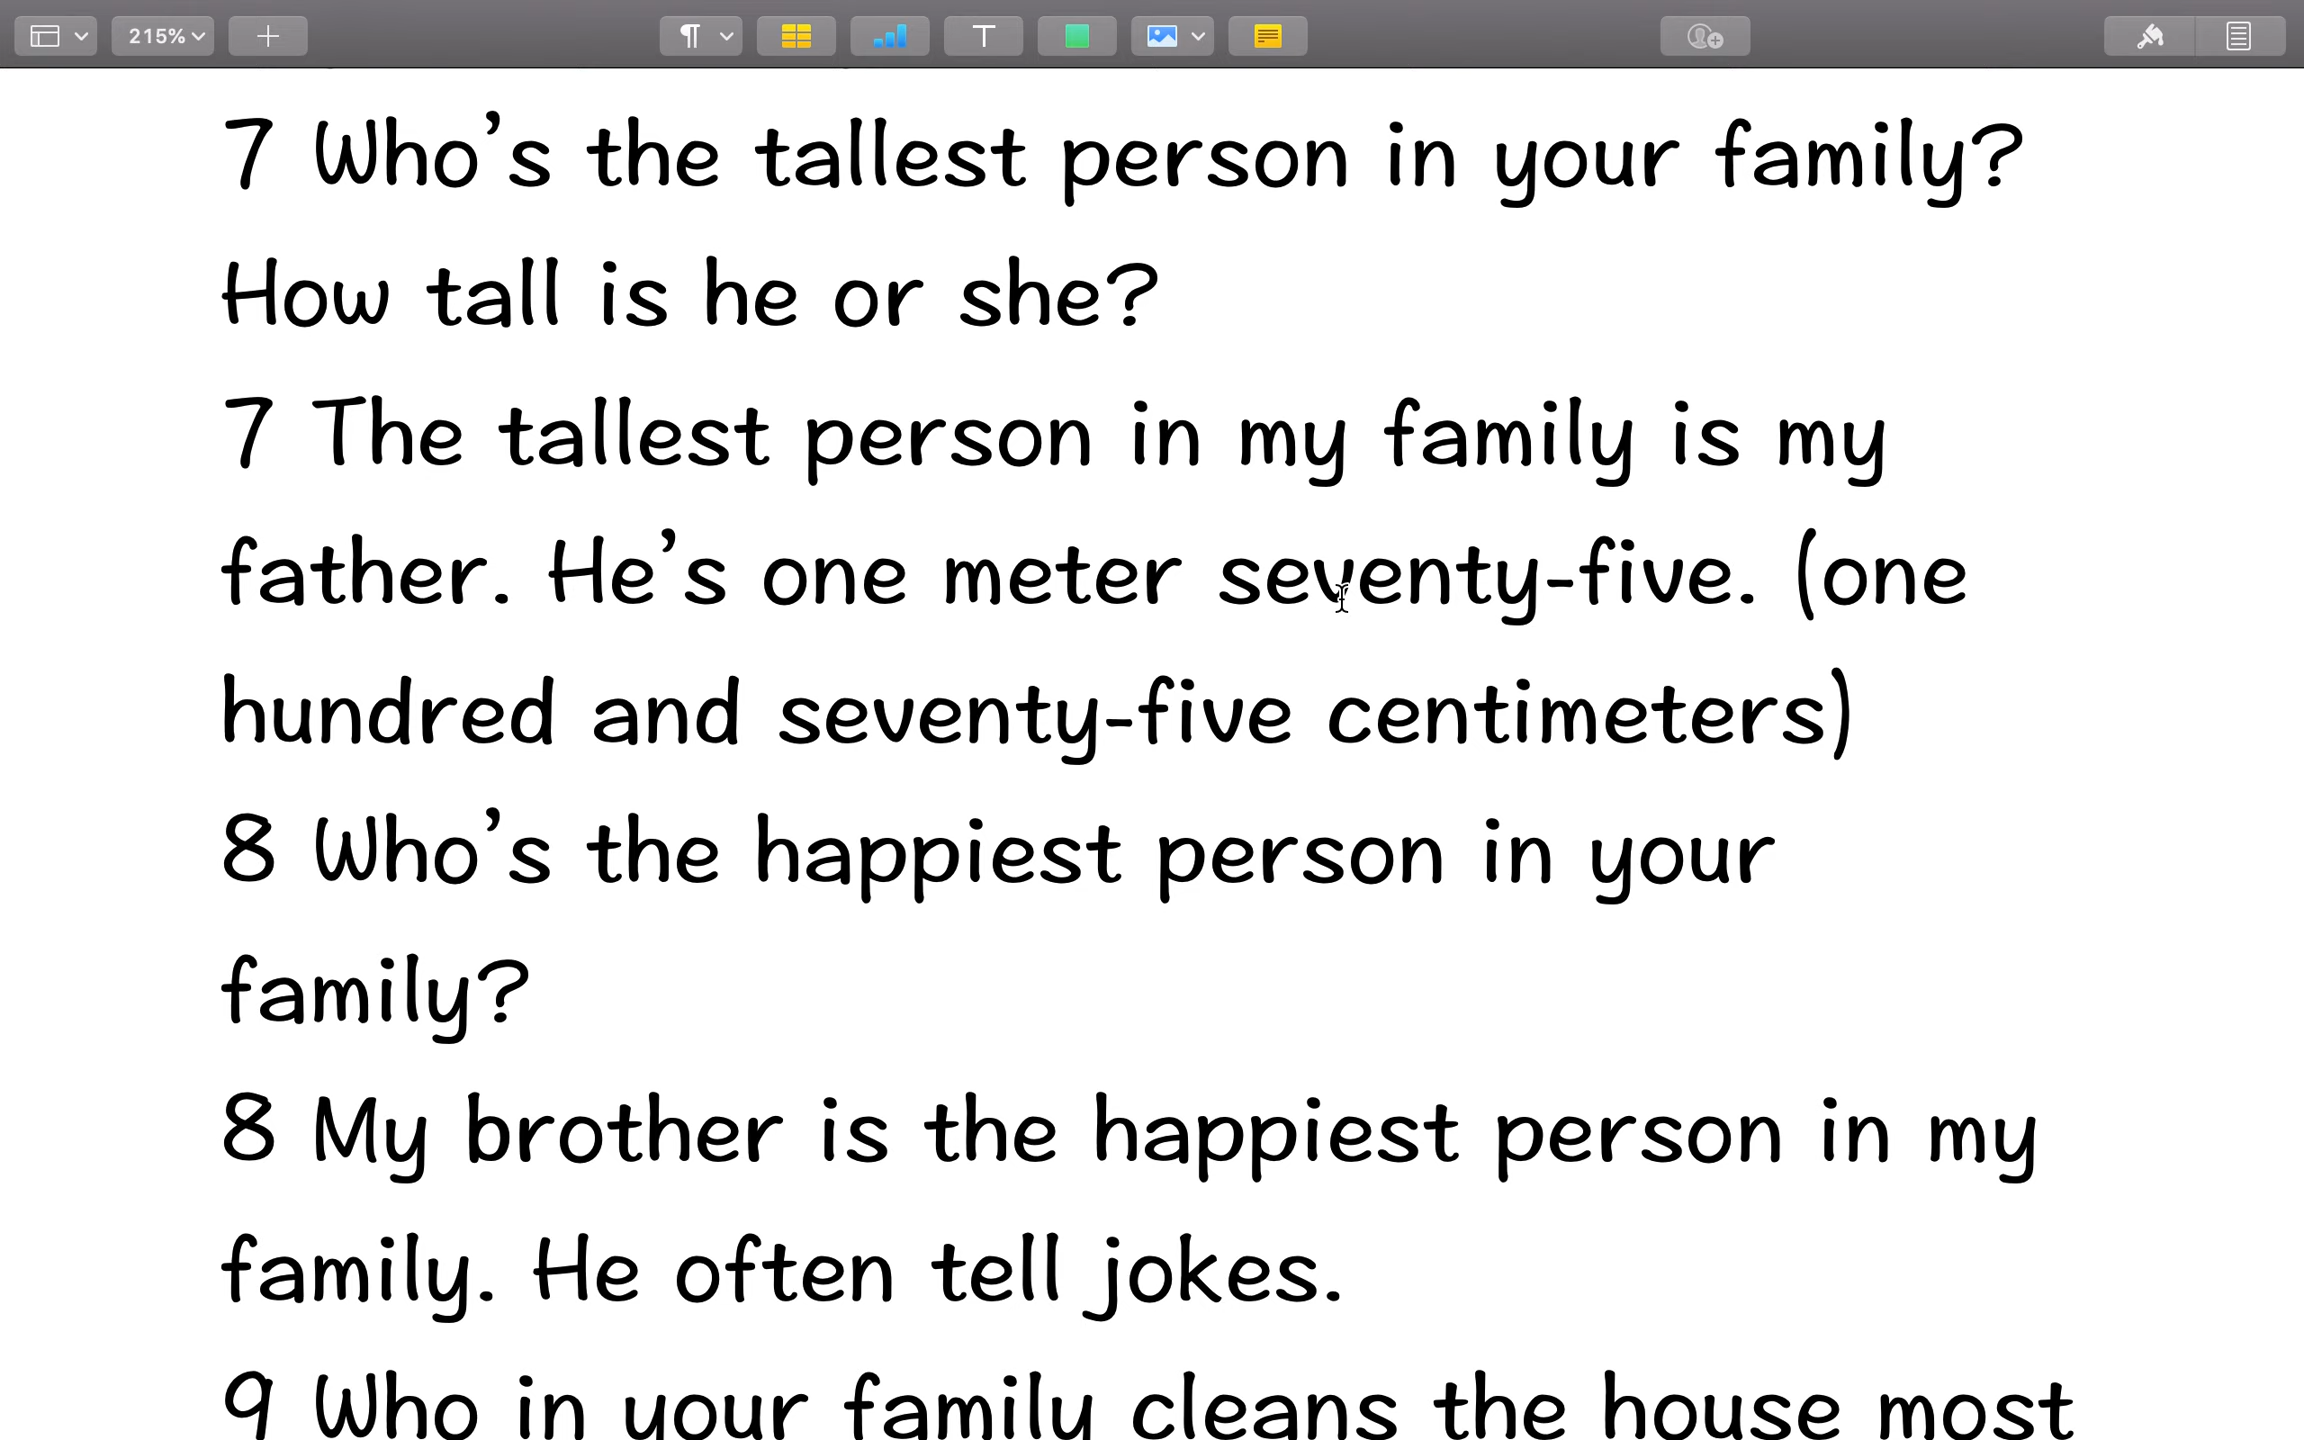 215%
7 Who’s the tallest person in your family?
How tall is he or she?
7 The tallest person in my family is my
father. He’s one meter seventy-five. (one
hundred and seventy-five centimeters)
8 Who’s the happiest person in your
family?
8 My brother is the happiest person in my
family. He often tell jokes.
9 Who in your family cleans the house most